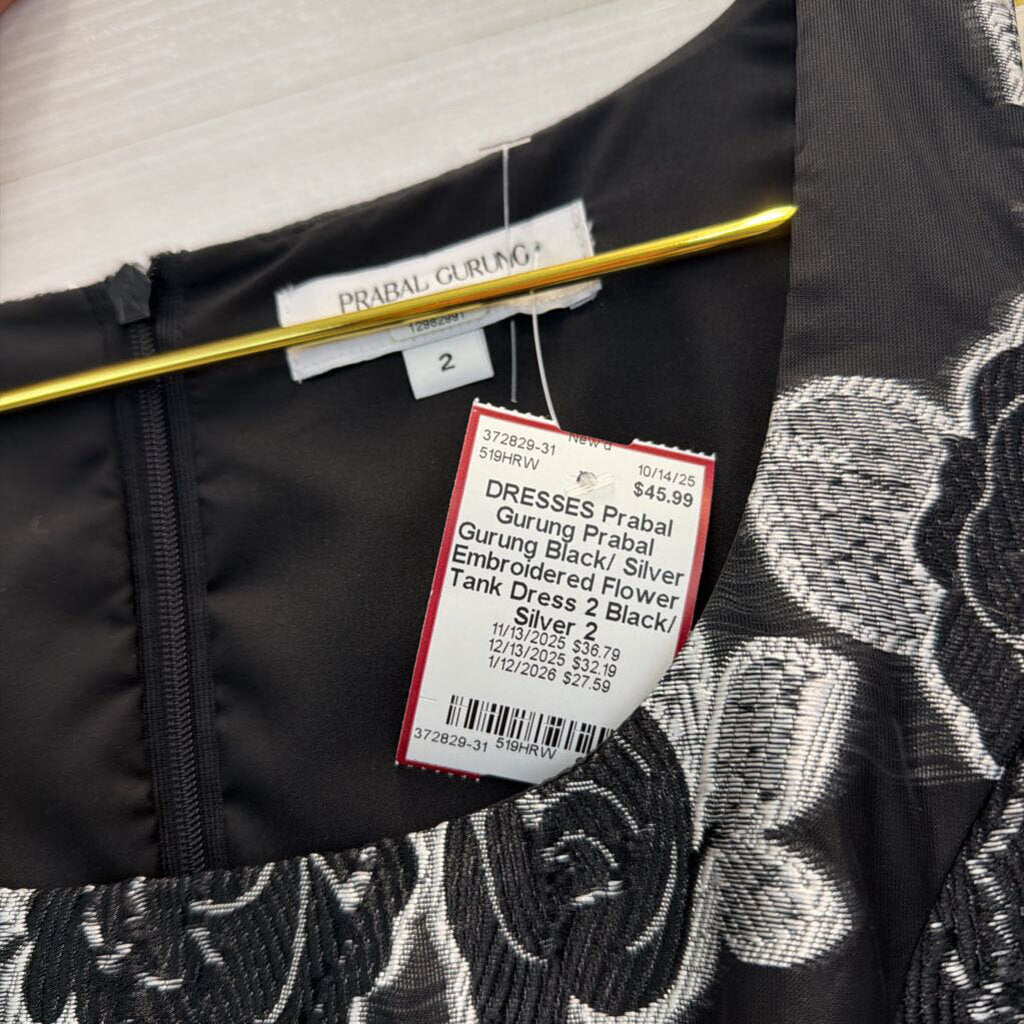 PRABAL GURUNG
2
372829-31
519HRW
10/14/25
$45.99
DRESSES Prabal
Gurung Prabal
Gurung Black/ Silver
Embroidered Flower
Tank Dress 2 Black/
Silver 2
11/13/2025 $36.79
12/13/2025 $32.19
1/12/2026 $27.59
372829-31 519HRW